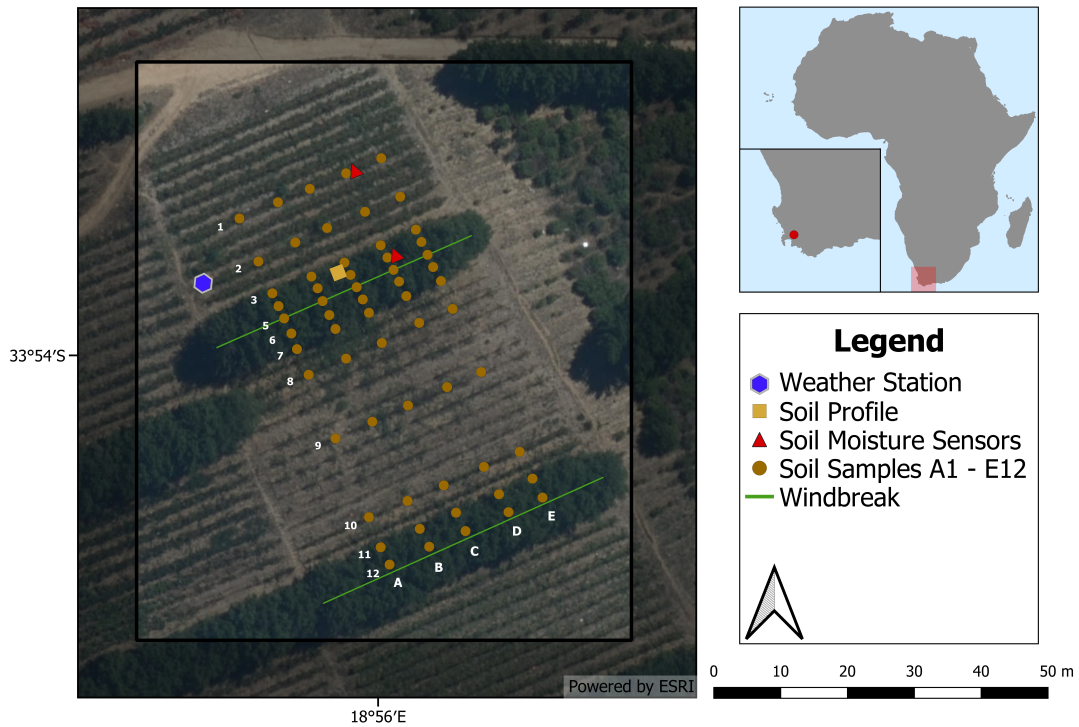 1
2
3
5
6
7
8
9
10
11
12
A
B
C
D
E
33°54′S
18°56′E
Powered by ESRI
Legend
Weather Station
Soil Profile
Soil Moisture Sensors
Soil Samples A1 - E12
Windbreak
0 10 20 30 40 50 m